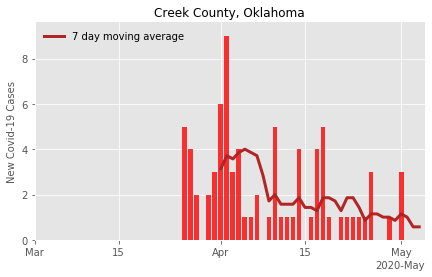 Creek County, Oklahoma
7 day moving average
New Covid-19 Cases
8
6
4
2
0
Mar 15 Apr 15 May
2020-May